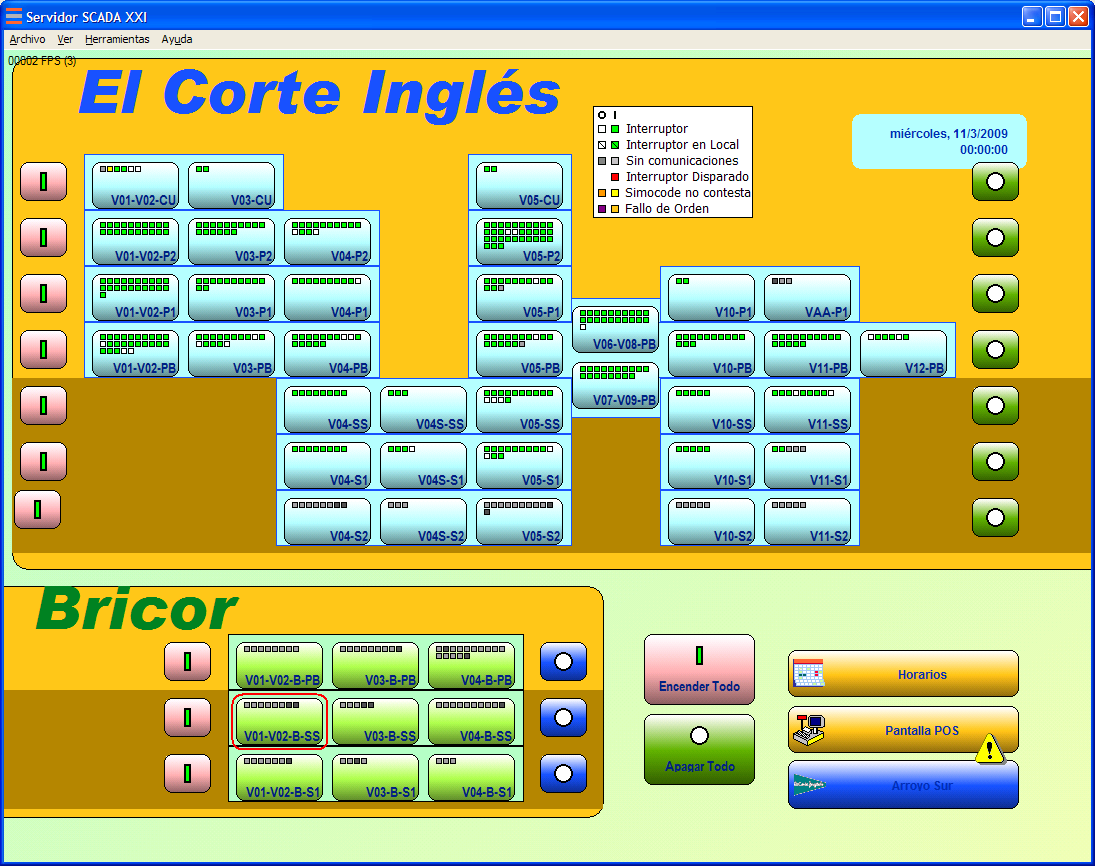 Servidor SCADA XXI
Archivo Ver Herramientas Ayuda
00002 FPS (3)
El Corte Inglés
Interruptor
Interruptor en Local
Sin comunicaciones
Interruptor Disparado
Simocode no contesta
Fallo de Orden
miércoles, 11/3/2009
00:00:00
V01-V02-CU V03-CU V05-CU
V01-V02-P2 V03-P2 V04-P2 V05-P2
V01-V02-P1 V03-P1 V04-P1 V05-P1 V10-P1 VAA-P1
V06-V08-PB
V01-V02-PB V03-PB V04-PB V05-PB V10-PB V11-PB V12-PB
V07-V09-PB
V04-SS V04S-SS V05-SS V10-SS V11-SS
V04-S1 V04S-S1 V05-S1 V10-S1 V11-S1
V04-S2 V04S-S2 V05-S2 V10-S2 V11-S2
Bricor
V01-V02-B-PB V03-B-PB V04-B-PB
V01-V02-B-SS V03-B-SS V04-B-SS
V01-V02-B-S1 V03-B-S1 V04-B-S1
Encender Todo
Apagar Todo
Horarios
Pantalla POS
Arroyo Sur